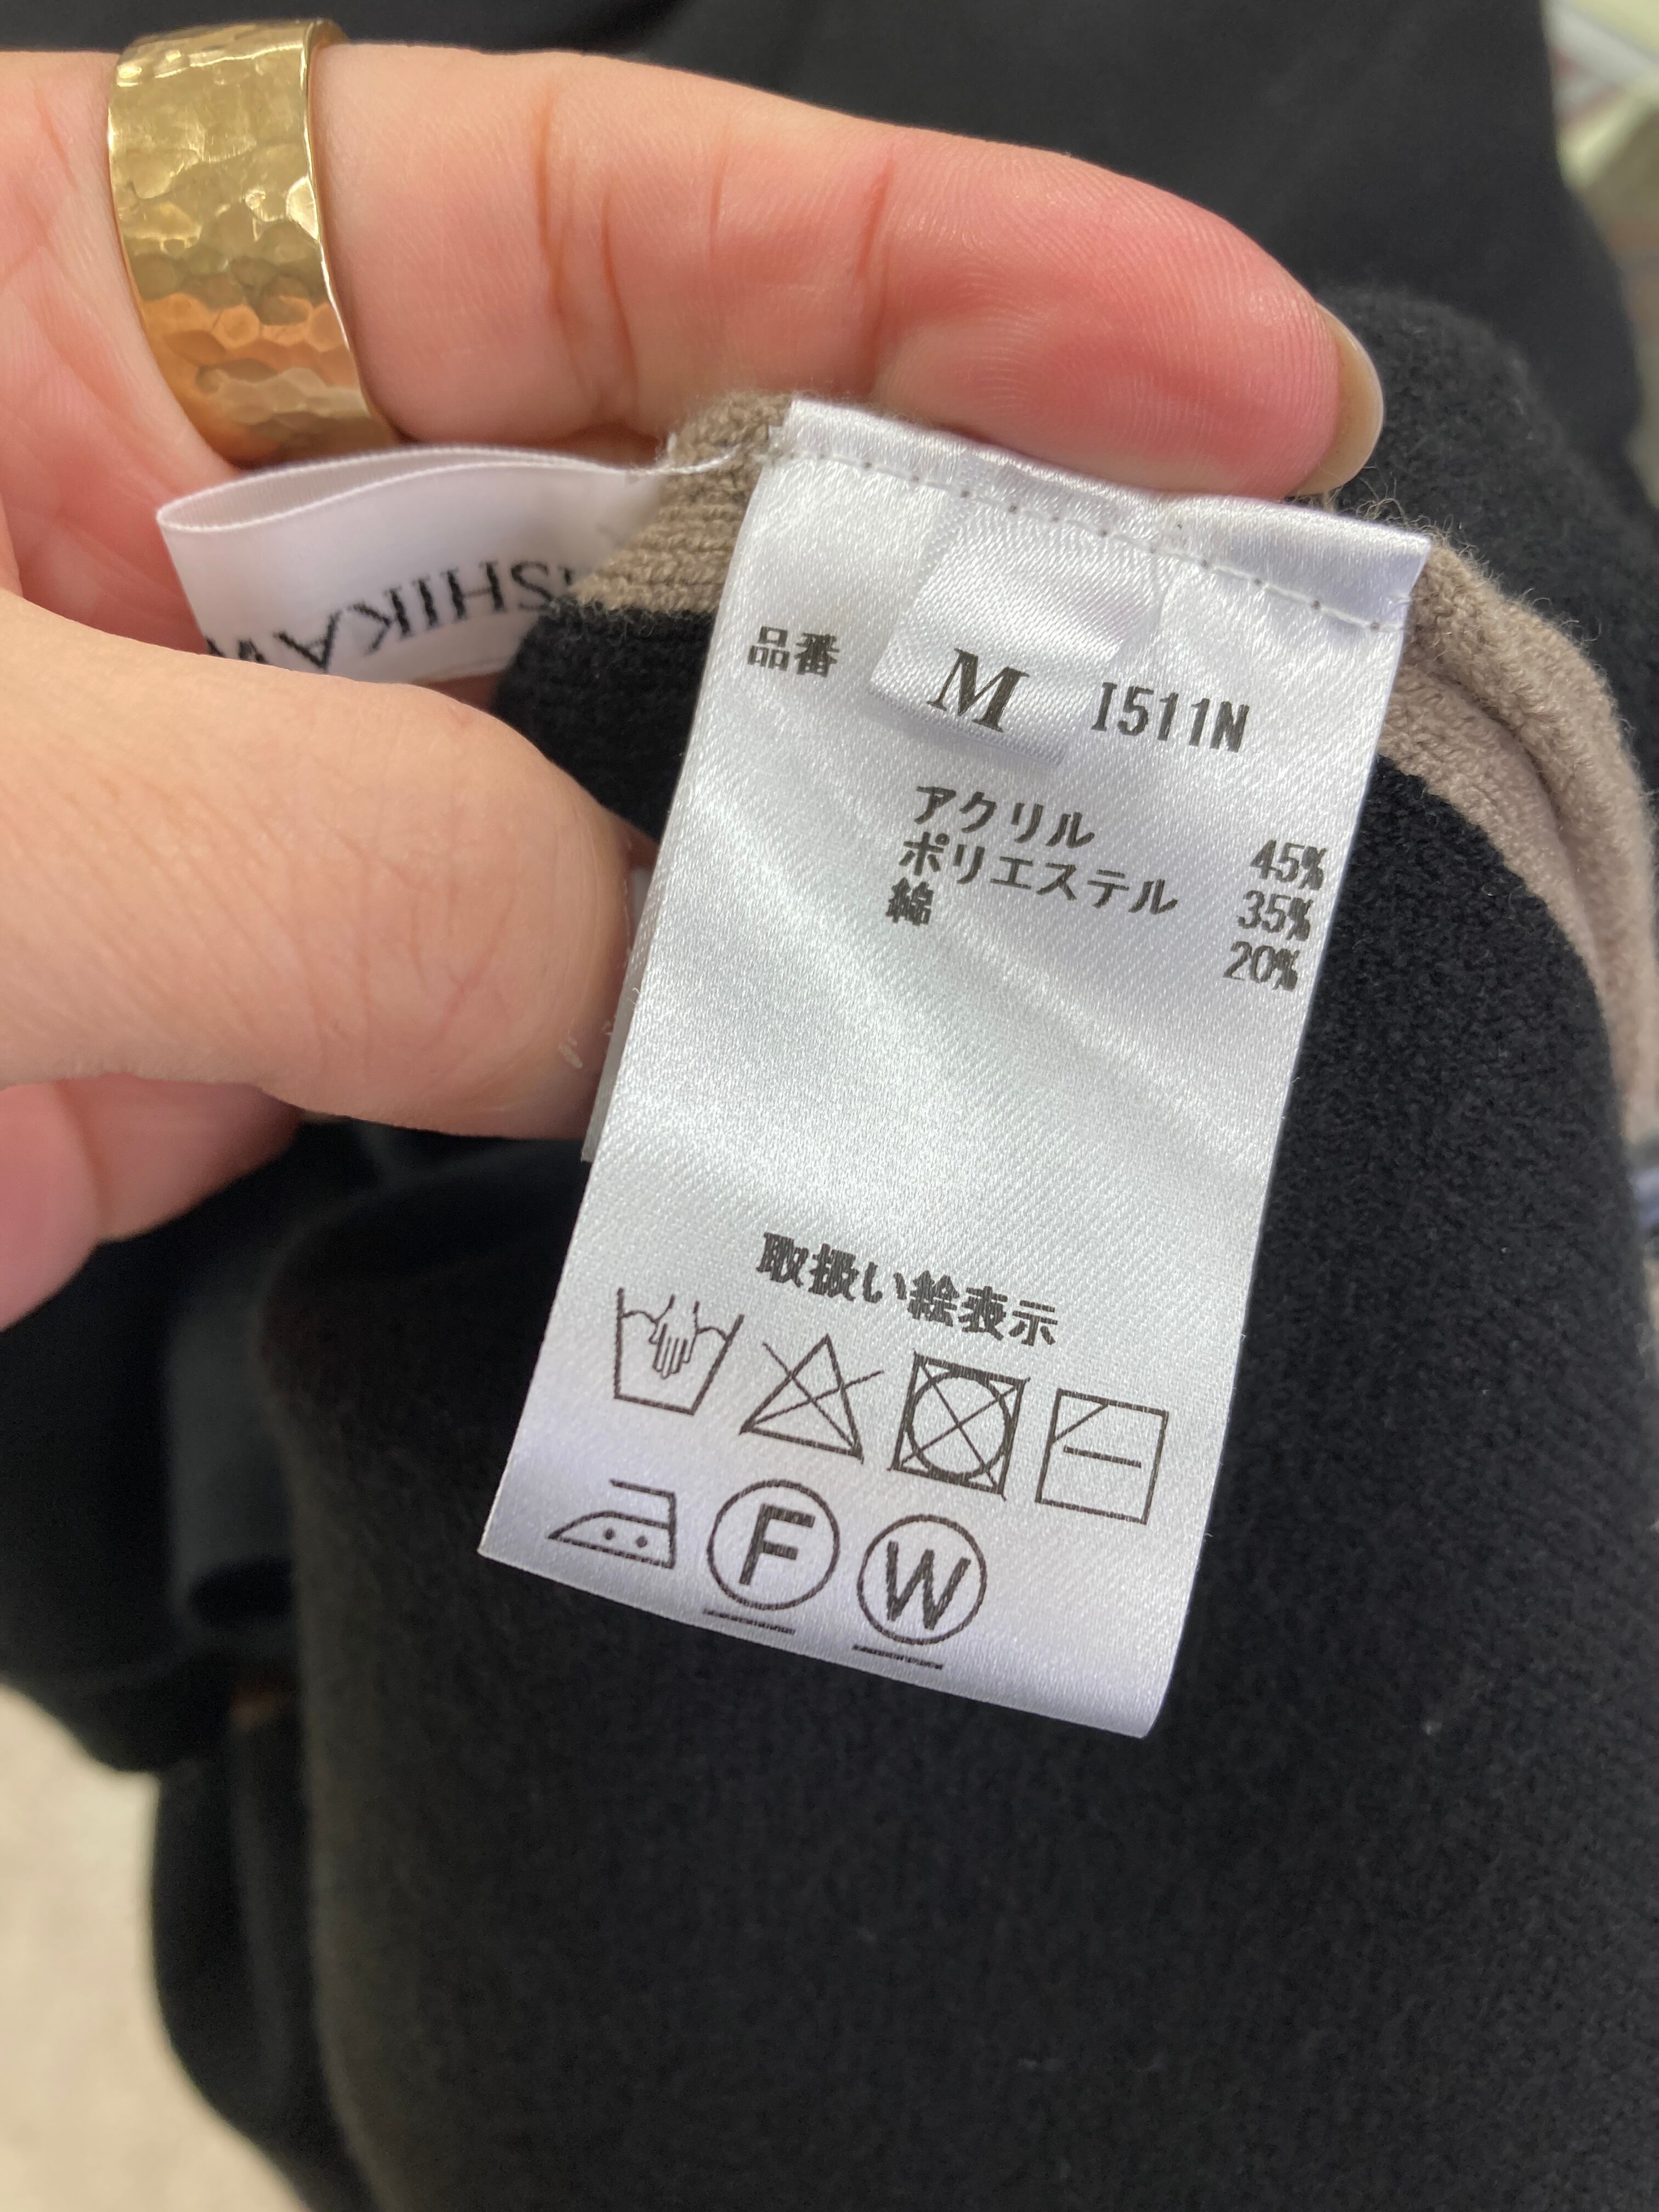 品番 M I511N
アクリル 45%
ポリエステル 35%
綿 20%
取扱い絵表示
F W